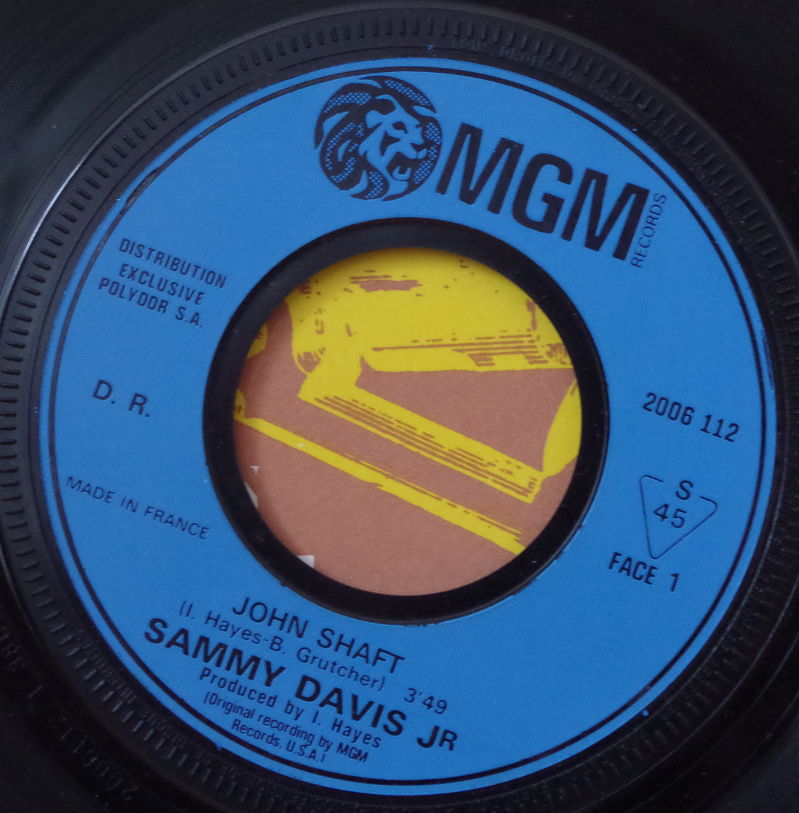 MGM
RECORDS
DISTRIBUTION
EXCLUSIVE
POLYDOR S.A.
D. R.
MADE IN FRANCE
2006 112
S
45
FACE 1
JOHN SHAFT
(I. Hayes-B. Grutcher) 3'49
SAMMY DAVIS JR
Produced by I. Hayes
(Original recording by MGM
Records, U.S.A.)